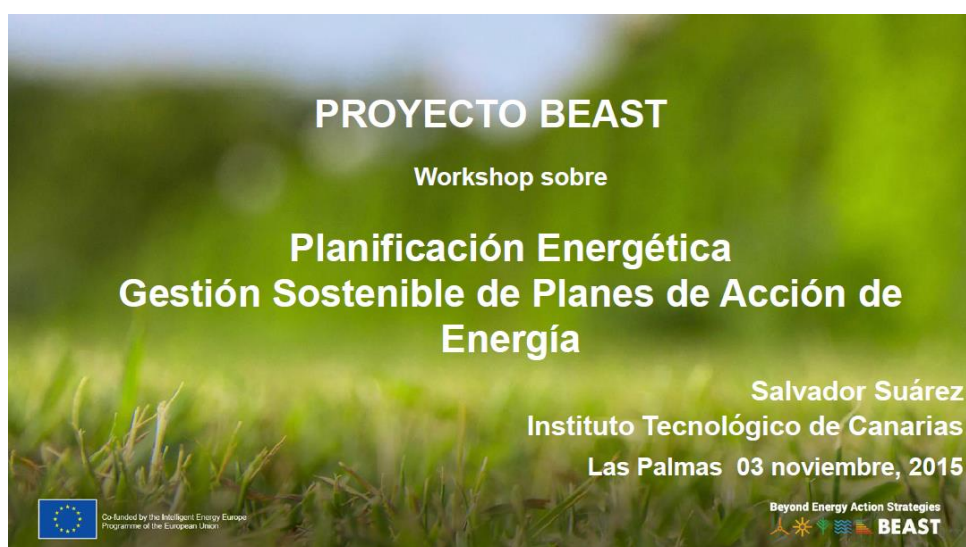 PROYECTO BEAST
Workshop sobre
Planificación Energética
Gestión Sostenible de Planes de Acción de
Energía
Salvador Suárez
Instituto Tecnológico de Canarias
Las Palmas 03 noviembre, 2015
Co-funded by the Intelligent Energy Europe
Programme of the European Union
Beyond Energy Action Strategies
BEAST